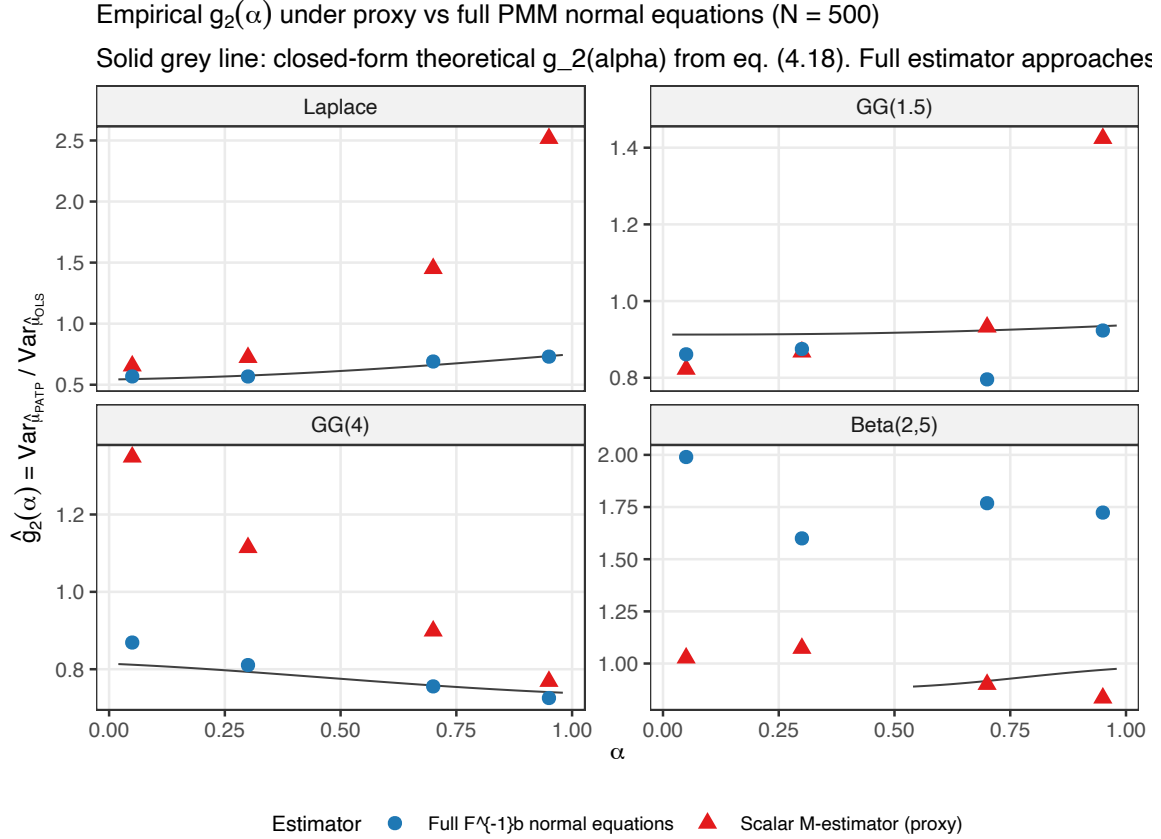 Empirical g₂(α) under proxy vs full PMM normal equations (N = 500)
Solid grey line: closed-form theoretical g_2(alpha) from eq. (4.18). Full estimator approaches
Laplace
GG(1.5)
2.5
2.0
1.5
1.0
0.5
1.4
1.2
1.0
0.8
GG(4)
Beta(2,5)
1.2
1.0
0.8
2.00
1.75
1.50
1.25
1.00
0.00 0.25 0.50 0.75 1.00
0.00 0.25 0.50 0.75 1.00
α
ĝ₂(α) = Var_μ̂_PATP / Var_μ̂_OLS
Estimator
Full F^{-1}b normal equations
Scalar M-estimator (proxy)